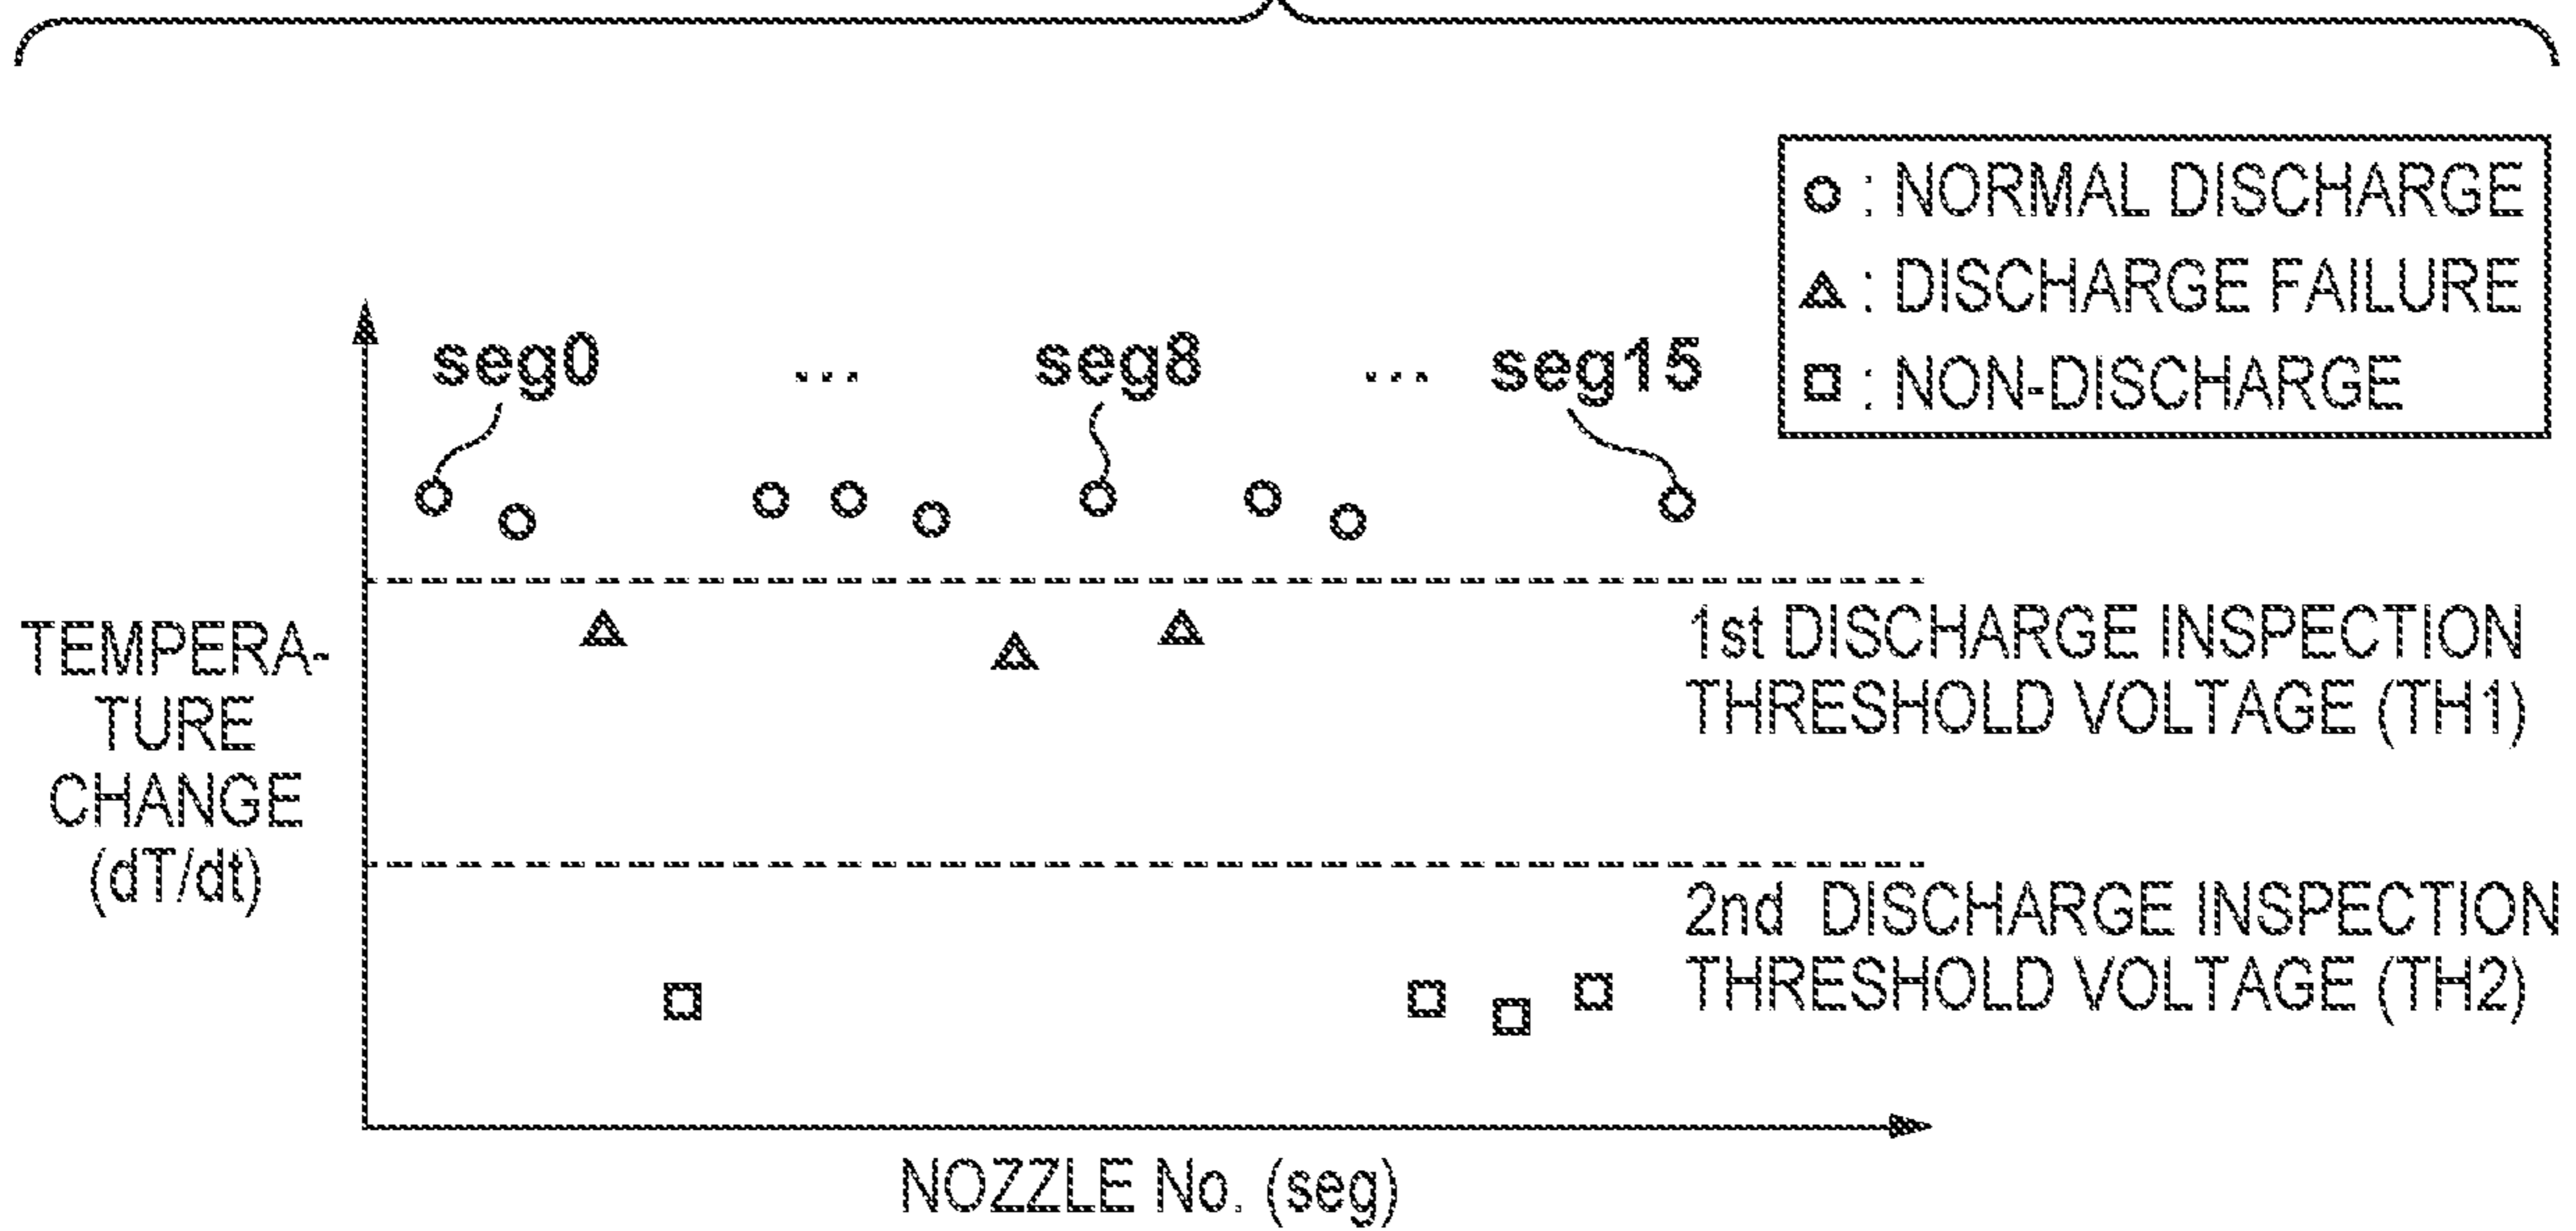 ○ : NORMAL DISCHARGE
△ : DISCHARGE FAILURE
□ : NON-DISCHARGE
seg0 ... seg8 ... seg15
TEMPERA-
TURE
CHANGE
(dT/dt)
1st DISCHARGE INSPECTION
THRESHOLD VOLTAGE (TH1)
2nd DISCHARGE INSPECTION
THRESHOLD VOLTAGE (TH2)
NOZZLE No. (seg)